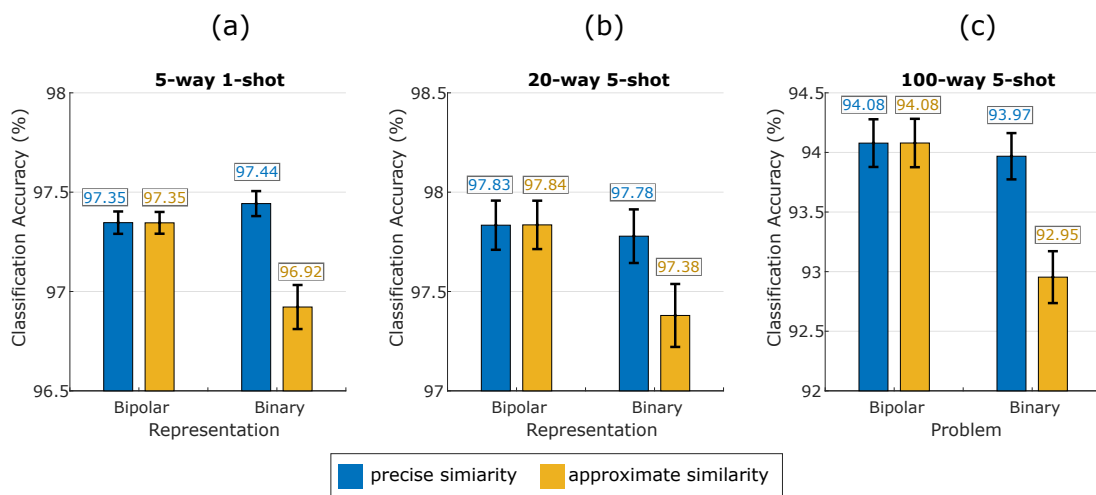 (a)
5-way 1-shot
Classification Accuracy (%)
98
97.5
97
96.5
97.35
97.35
97.44
96.92
Bipolar
Binary
Representation
(b)
20-way 5-shot
Classification Accuracy (%)
98.5
98
97.5
97
97.83
97.84
97.78
97.38
Bipolar
Binary
Representation
(c)
100-way 5-shot
Classification Accuracy (%)
94.5
94
93.5
93
92.5
92
94.08
94.08
93.97
92.95
Bipolar
Binary
Problem
precise simiarity
approximate similarity